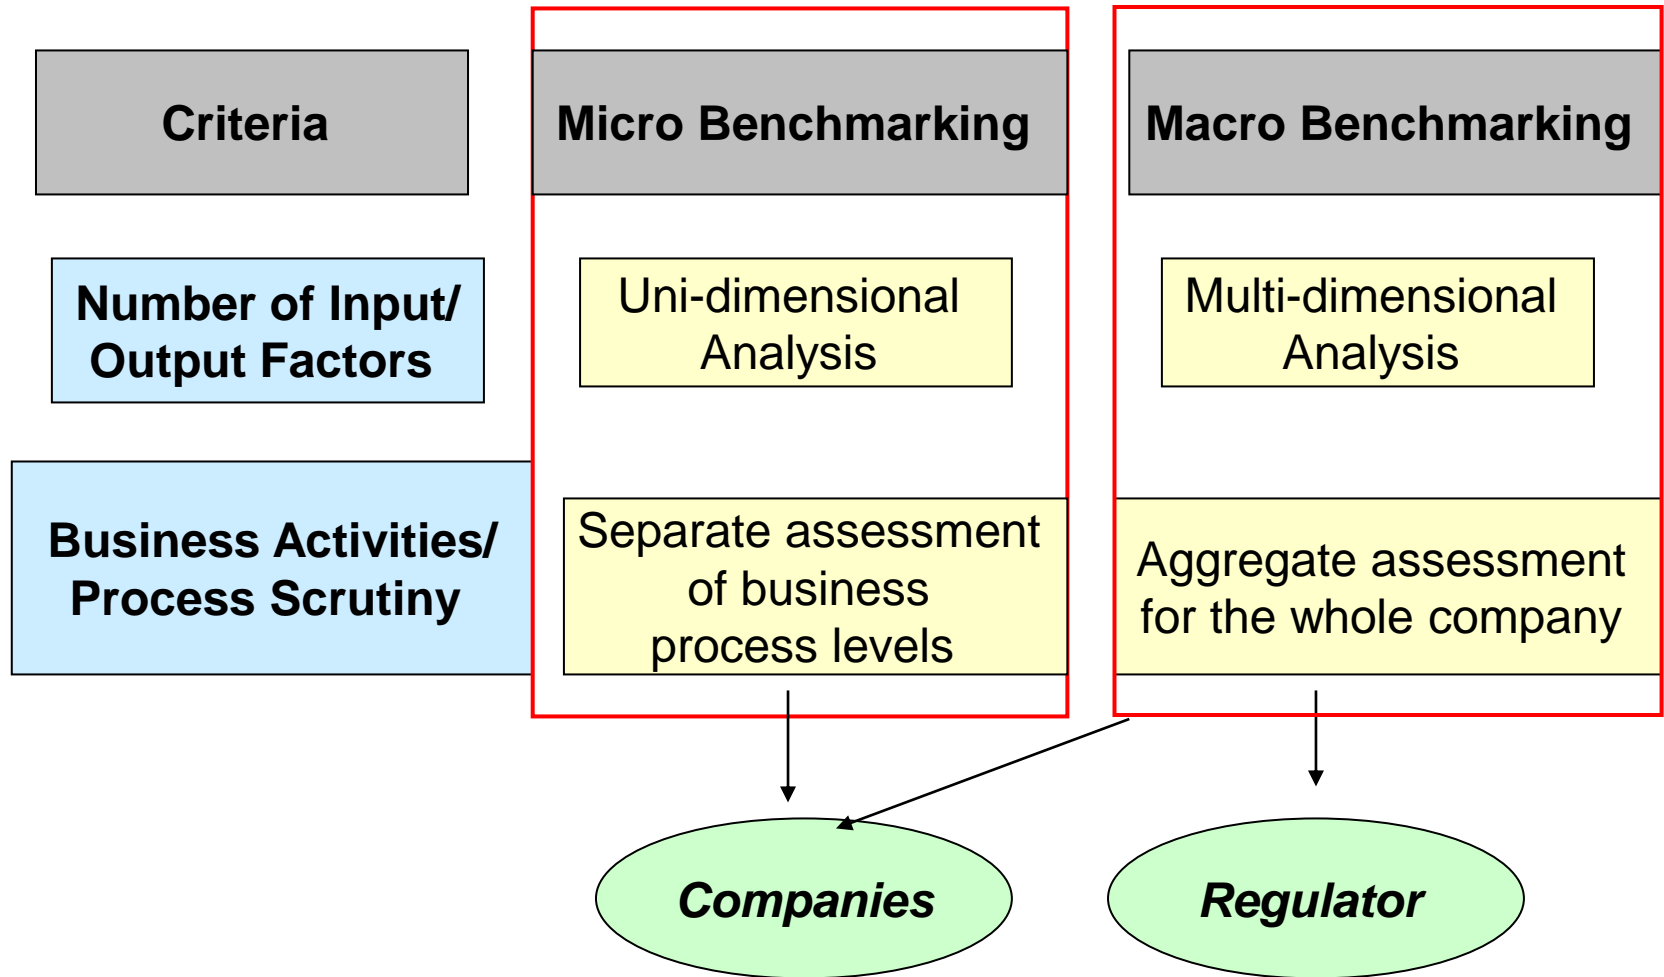 Criteria
Micro Benchmarking
Macro Benchmarking
Number of Input/
Output Factors
Uni-dimensional
Analysis
Multi-dimensional
Analysis
Business Activities/
Process Scrutiny
Separate assessment
of business
process levels
Aggregate assessment
for the whole company
Companies
Regulator